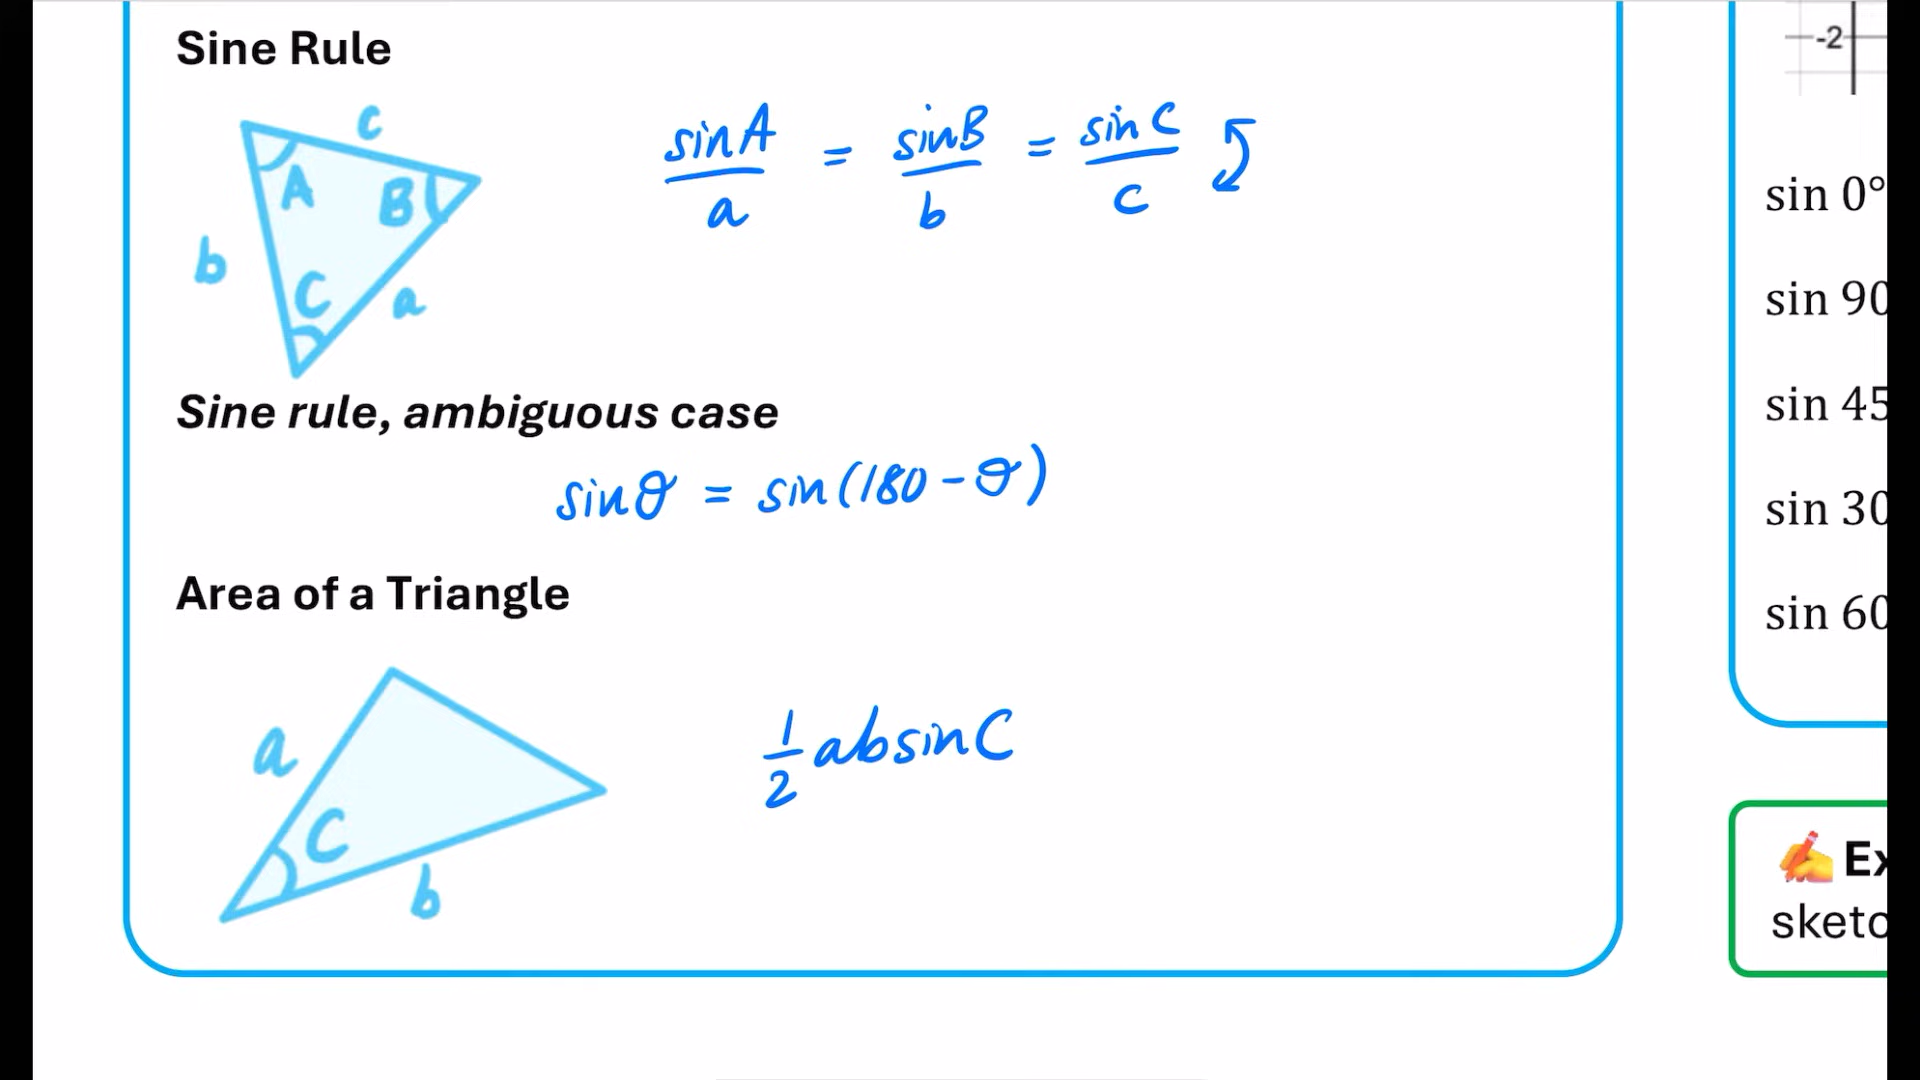 Sine Rule
c
A
B
b
C
a
sinA/a = sinB/b = sinC/c
Sine rule, ambiguous case
sinθ = sin(180-θ)
Area of a Triangle
a
C
b
1/2 absinC
-2
sin 0°
sin 90
sin 45
sin 30
sin 60
Ex
sketc